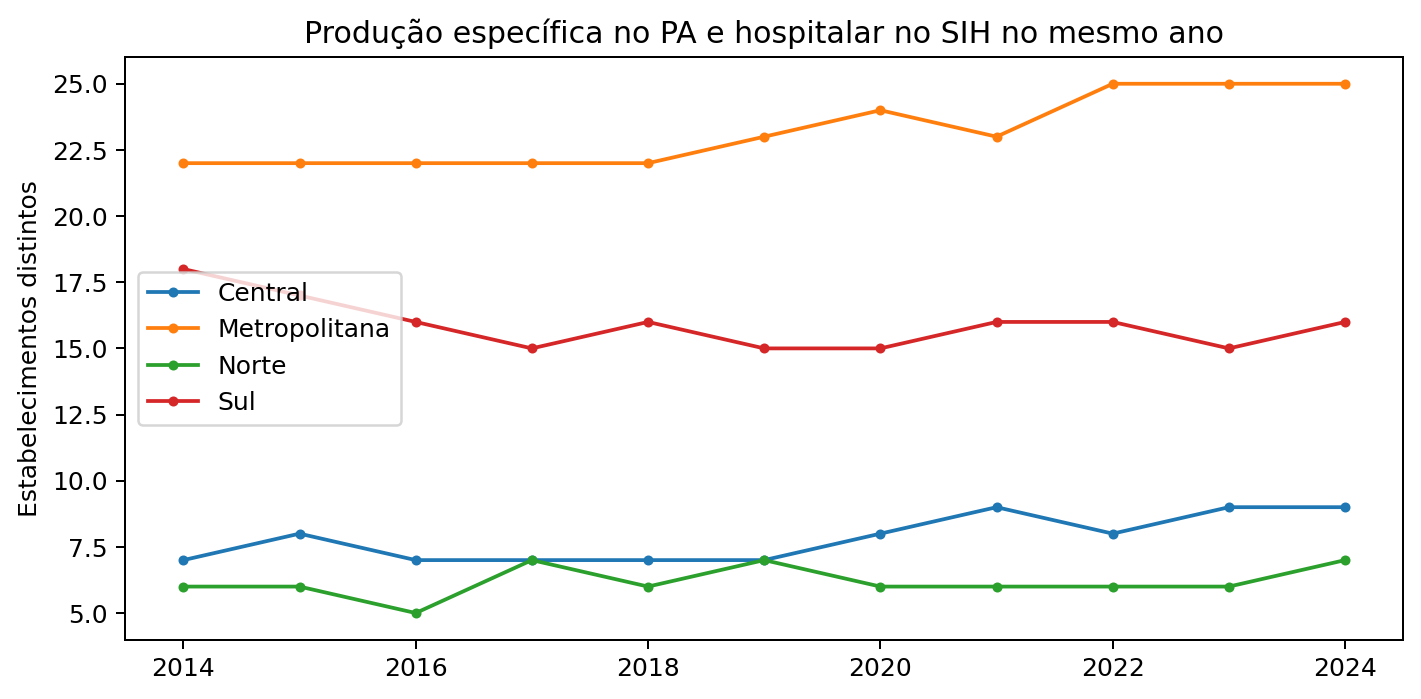 Produção específica no PA e hospitalar no SIH no mesmo ano
Estabelecimentos distintos
25.0
22.5
20.0
17.5
15.0
12.5
10.0
7.5
5.0
Central
Metropolitana
Norte
Sul
2014 2016 2018 2020 2022 2024